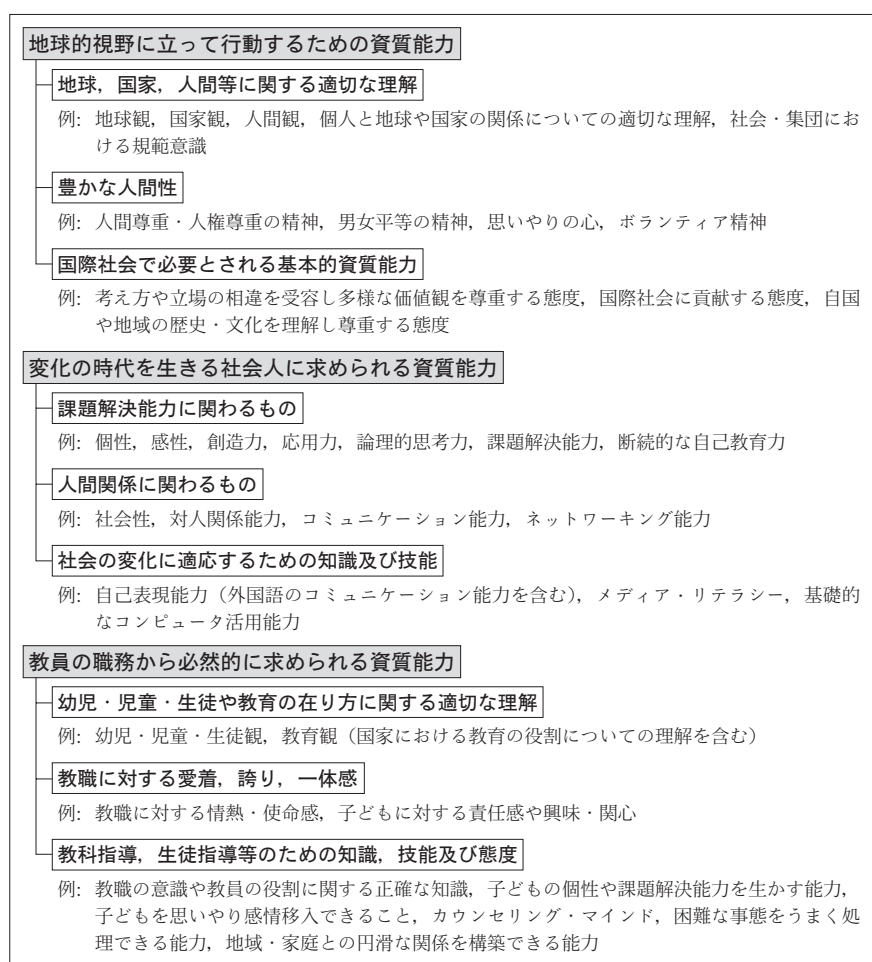 地球的視野に立って行動するための資質能力
地球，国家，人間等に関する適切な理解
例：地球観，国家観，人間観，個人と地球や国家の関係についての適切な理解，社会・集団にお
ける規範意識
豊かな人間性
例：人間尊重・人権尊重の精神，男女平等の精神，思いやりの心，ボランティア精神
国際社会で必要とされる基本的資質能力
例：考え方や立場の相違を受容し多様な価値観を尊重する態度，国際社会に貢献する態度，自国
や地域の歴史・文化を理解し尊重する態度
変化の時代を生きる社会人に求められる資質能力
課題解決能力に関わるもの
例：個性，感性，創造力，応用力，論理的思考力，課題解決能力，断続的な自己教育力
人間関係に関わるもの
例：社会性，対人関係能力，コミュニケーション能力，ネットワーキング能力
社会の変化に適応するための知識及び技能
例：自己表現能力（外国語のコミュニケーション能力を含む），メディア・リテラシー，基礎的
なコンピュータ活用能力
教員の職務から必然的に求められる資質能力
幼児・児童・生徒や教育の在り方に関する適切な理解
例：幼児・児童・生徒観，教育観（国家における教育の役割についての理解を含む）
教職に対する愛着，誇り，一体感
例：教職に対する情熱・使命感，子どもに対する責任感や興味・関心
教科指導，生徒指導等のための知識，技能及び態度
例：教職の意識や教員の役割に関する正確な知識，子どもの個性や課題解決能力を生かす能力，
子どもを思いやり感情移入できること，カウンセリング・マインド，困難な事態をうまく処
理できる能力，地域・家庭との円滑な関係を構築できる能力